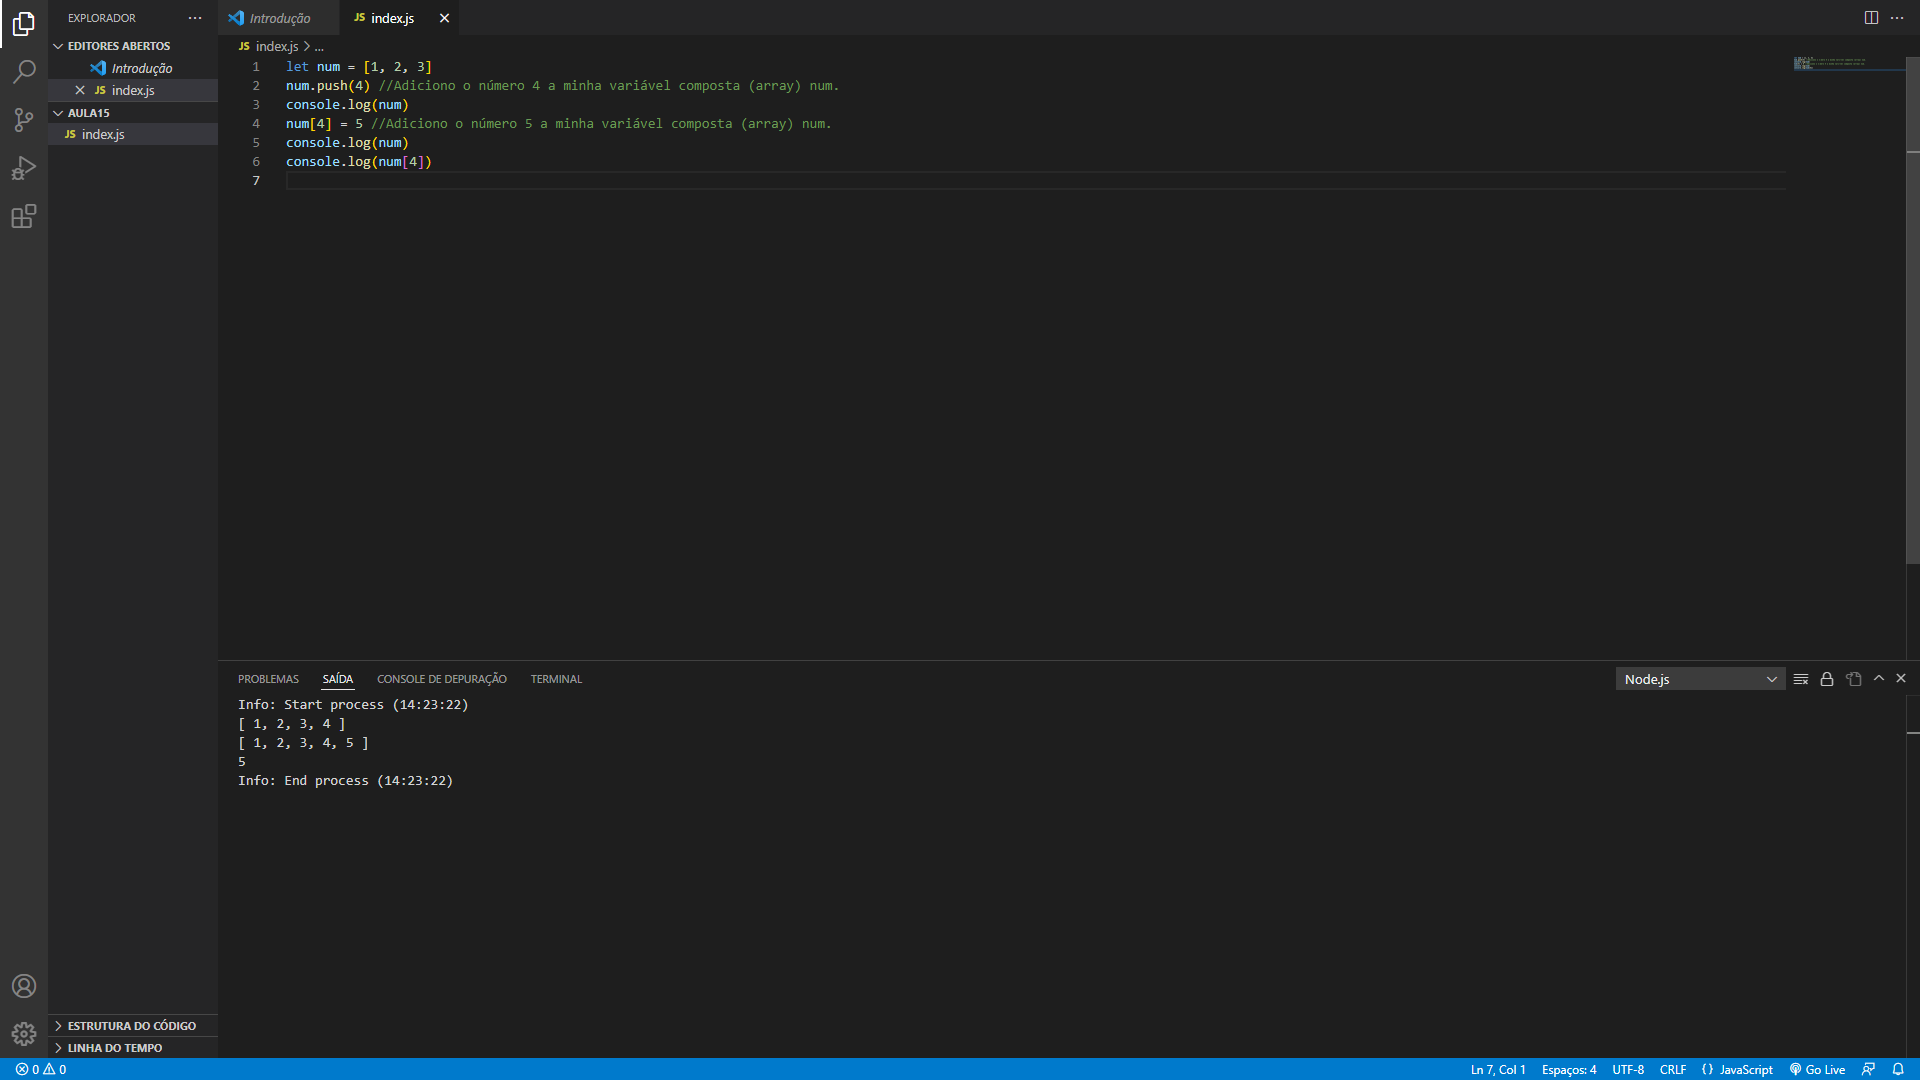 EXPLORADOR
EDITORES ABERTOS
Introdução
JS index.js
AULA15
JS index.js
ESTRUTURA DO CÓDIGO
LINHA DO TEMPO
Introdução
JS index.js
JS index.js > ...
1 let num = [1, 2, 3]
2 num.push(4) //Adiciono o número 4 a minha variável composta (array) num.
3 console.log(num)
4 num[4] = 5 //Adiciono o número 5 a minha variável composta (array) num.
5 console.log(num)
6 console.log(num[4])
7
PROBLEMAS SAÍDA CONSOLE DE DEPURAÇÃO TERMINAL
Node.js
Info: Start process (14:23:22)
[ 1, 2, 3, 4 ]
[ 1, 2, 3, 4, 5 ]
5
Info: End process (14:23:22)
0 0 Ln 7, Col 1 Espaços: 4 UTF-8 CRLF {} JavaScript Go Live